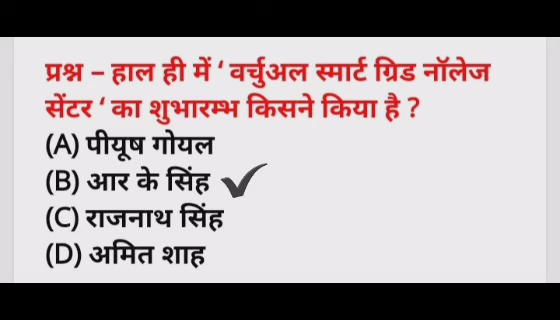 प्रश्न – हाल ही में ‘ वर्चुअल स्मार्ट ग्रिड नॉलेज
सेंटर ‘ का शुभारम्भ किसने किया है ?
(A) पीयूष गोयल
(B) आर के सिंह
(C) राजनाथ सिंह
(D) अमित शाह